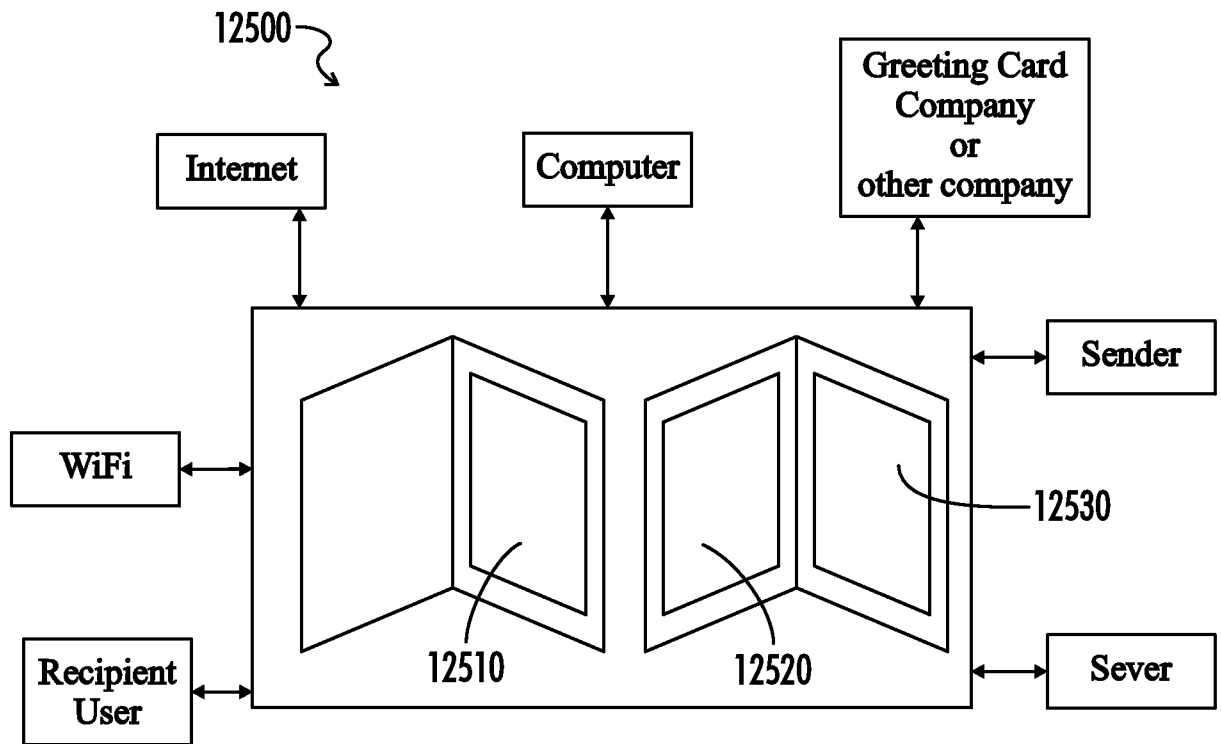 12500
Internet
Computer
Greeting Card
Company
or
other company
Sender
WiFi
12530
12510
12520
Recipient
User
Sever